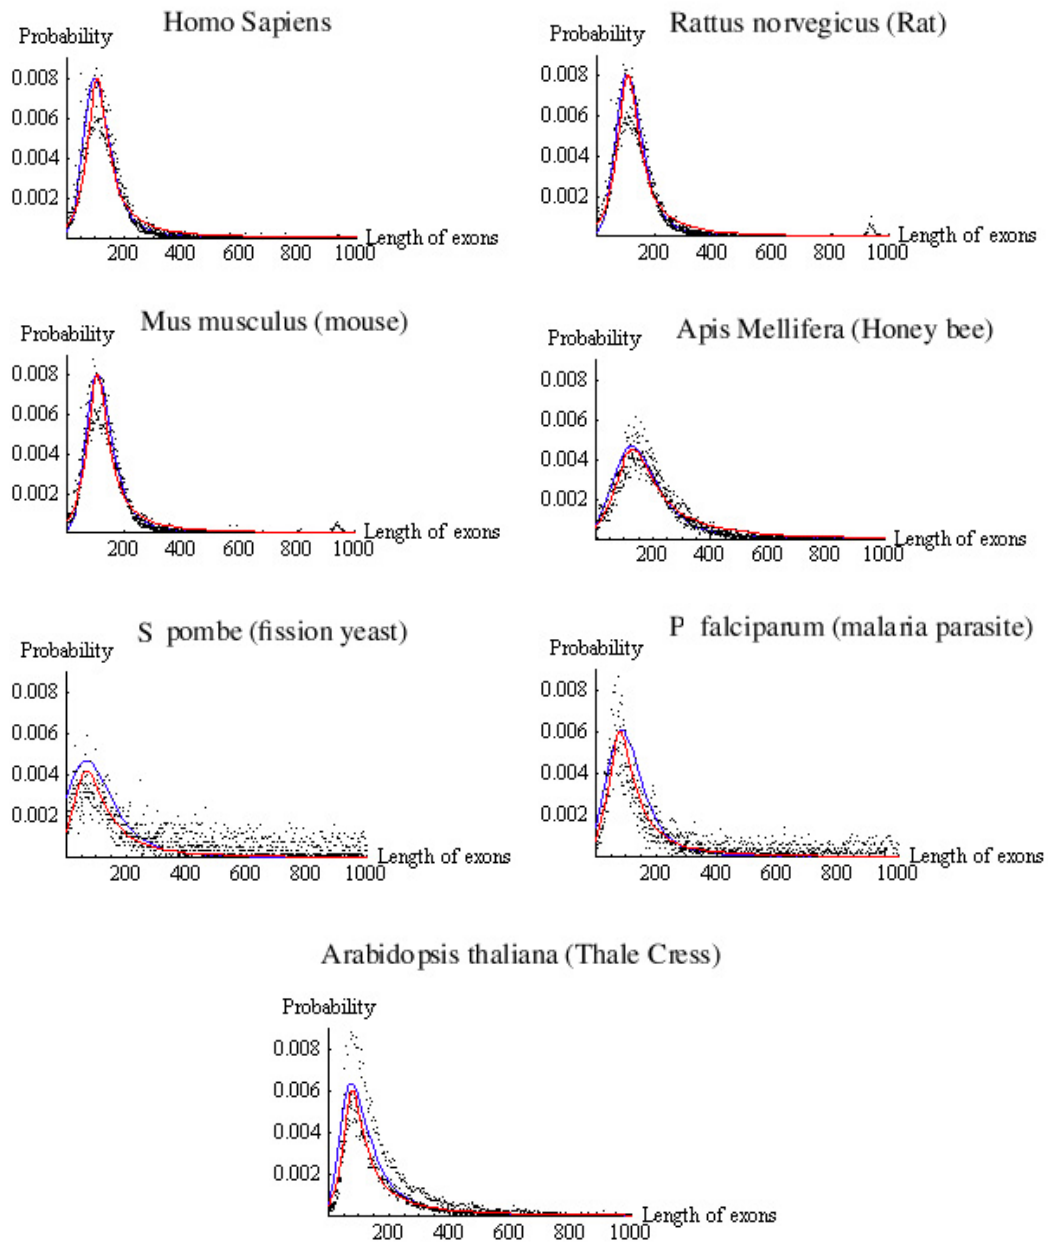 Homo Sapiens
Probability
0.008
0.006
0.004
0.002
200 400 600 800 1000
Length of exons
Rattus norvegicus (Rat)
Probability
0.008
0.006
0.004
0.002
200 400 600 800 1000
Length of exons
Mus musculus (mouse)
Probability
0.008
0.006
0.004
0.002
200 400 600 800 1000
Length of exons
Apis Mellifera (Honey bee)
Probability
0.008
0.006
0.004
0.002
200 400 600 800 1000
Length of exons
S pombe (fission yeast)
Probability
0.008
0.006
0.004
0.002
200 400 600 800 1000
Length of exons
P falciparum (malaria parasite)
Probability
0.008
0.006
0.004
0.002
200 400 600 800 1000
Length of exons
Arabidopsis thaliana (Thale Cress)
Probability
0.008
0.006
0.004
0.002
200 400 600 800 1000
Length of exons